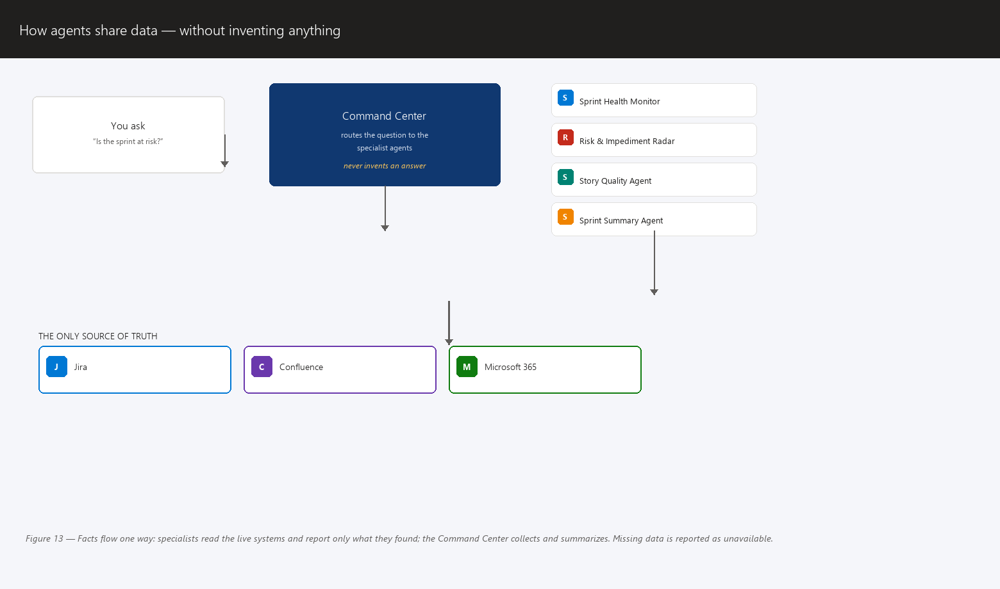 How agents share data — without inventing anything
You ask
“Is the sprint at risk?”
Command Center
routes the question to the
specialist agents
never invents an answer
S
Sprint Health Monitor
R
Risk & Impediment Radar
S
Story Quality Agent
S
Sprint Summary Agent
THE ONLY SOURCE OF TRUTH
J
Jira
C
Confluence
M
Microsoft 365
Figure 13 — Facts flow one way: specialists read the live systems and report only what they found; the Command Center collects and summarizes. Missing data is reported as unavailable.